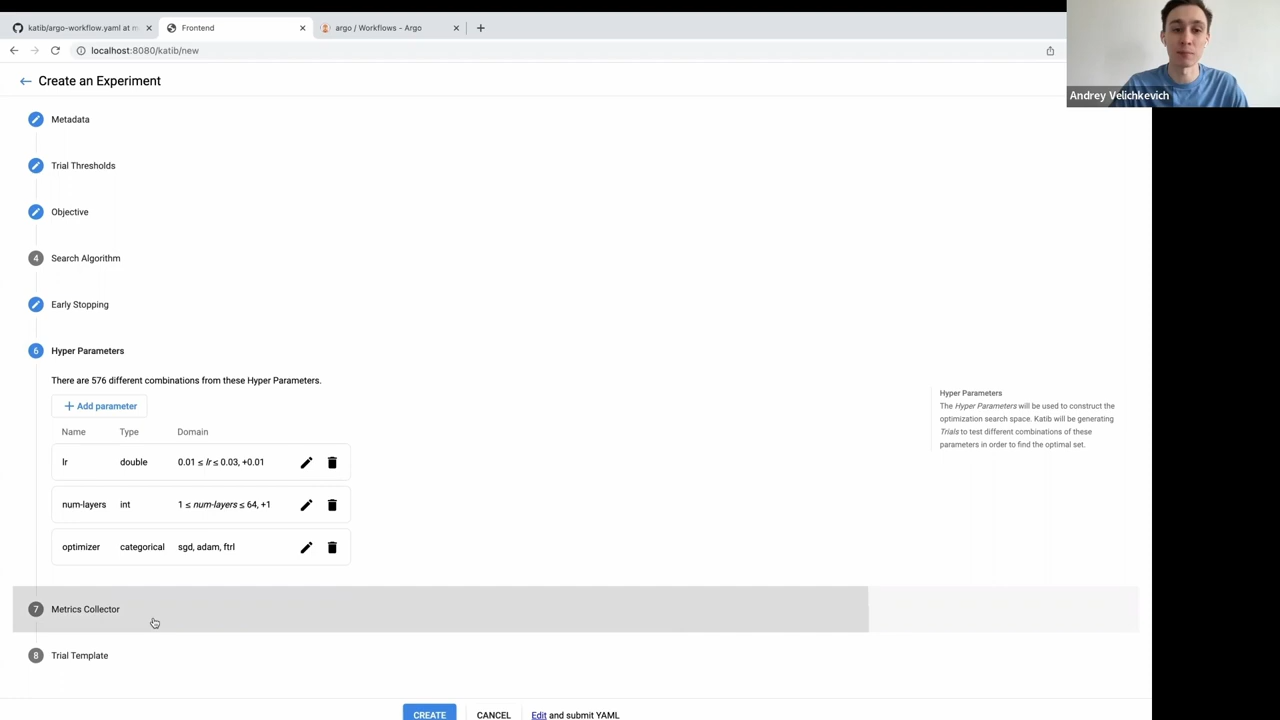 katib/argo-workflow.yaml at m
Frontend
argo / Workflows - Argo
localhost:8080/katib/new
Andrey Velichkevich
Create an Experiment
Metadata
Trial Thresholds
Objective
4 Search Algorithm
Early Stopping
6 Hyper Parameters
There are 576 different combinations from these Hyper Parameters.
+ Add parameter
Name Type Domain
lr double 0.01 ≤ lr ≤ 0.03, +0.01
num-layers int 1 ≤ num-layers ≤ 64, +1
optimizer categorical sgd, adam, ftrl
Hyper Parameters
The Hyper Parameters will be used to construct the
optimization search space. Katib will be generating
Trials to test different combinations of these
parameters in order to find the optimal set.
7 Metrics Collector
8 Trial Template
CREATE CANCEL Edit and submit YAML